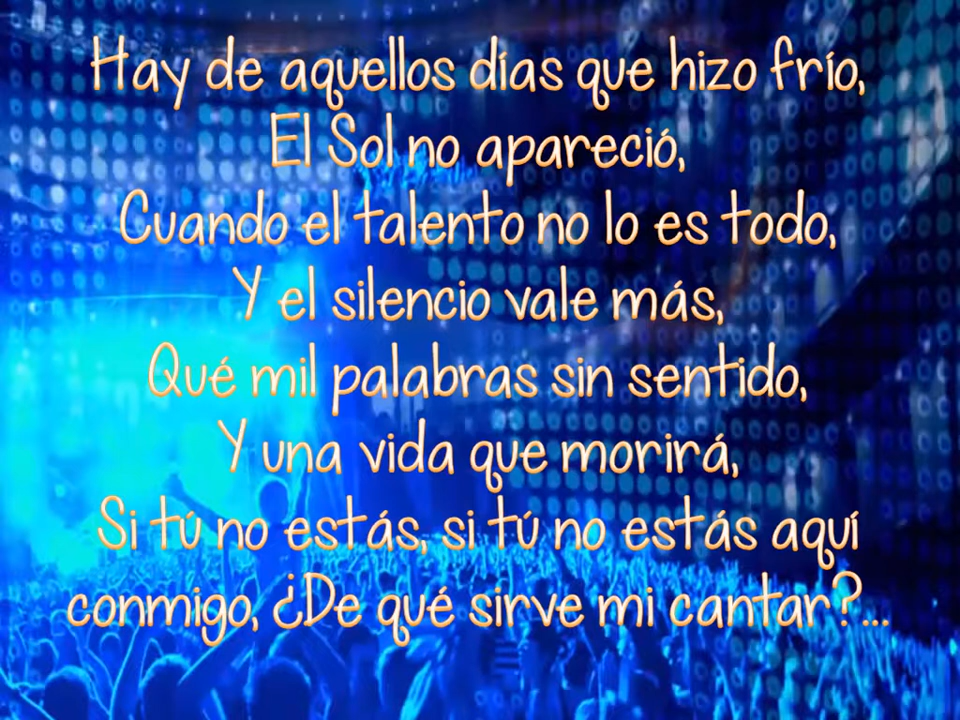 Hay de aquellos días que hizo frío,
El Sol no apareció,
Cuando el talento no lo es todo,
Y el silencio vale más,
Qué mil palabras sin sentido,
Y una vida que morirá,
Si tú no estás, si tú no estás aquí
conmigo, ¿De qué sirve mi cantar?...